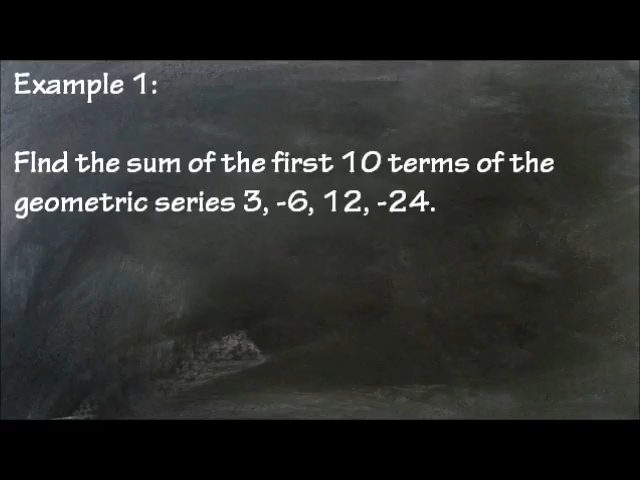 Example 1:
FInd the sum of the first 10 terms of the
geometric series 3, -6, 12, -24.